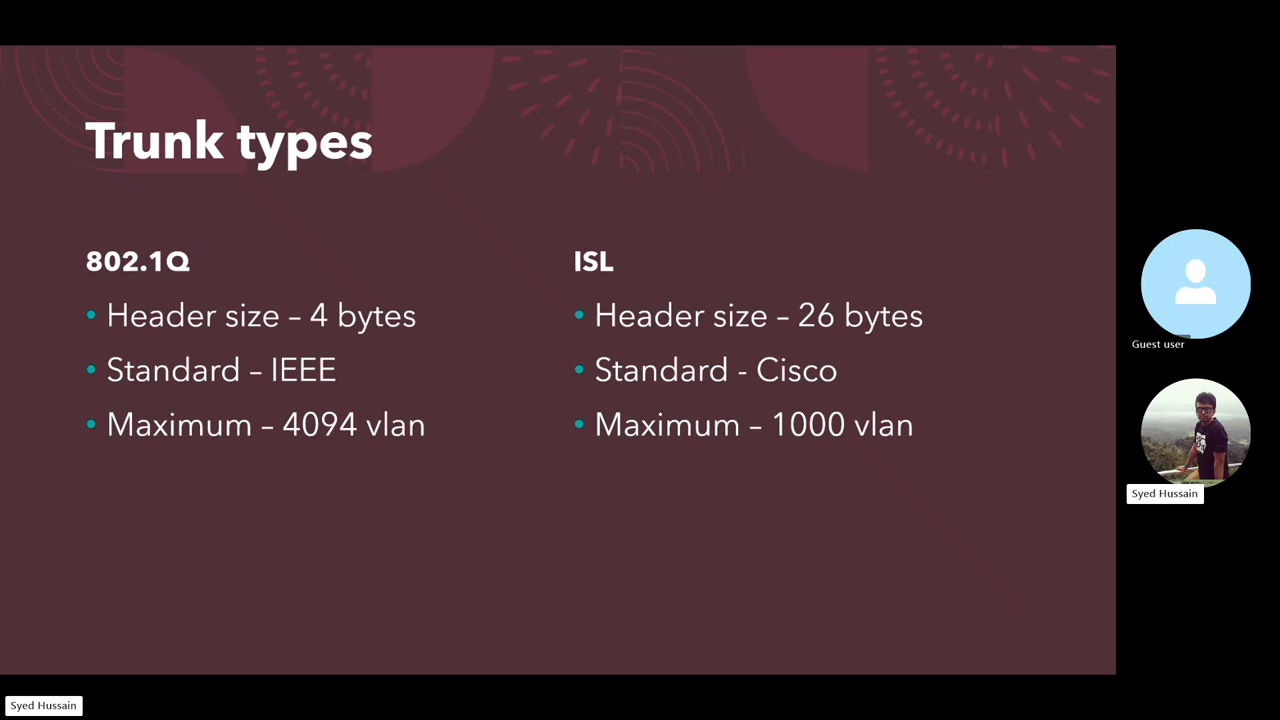 Trunk types
802.1Q
• Header size – 4 bytes
• Standard – IEEE
• Maximum – 4094 vlan
ISL
• Header size – 26 bytes
• Standard - Cisco
• Maximum – 1000 vlan
Guest user
Syed Hussain
Syed Hussain